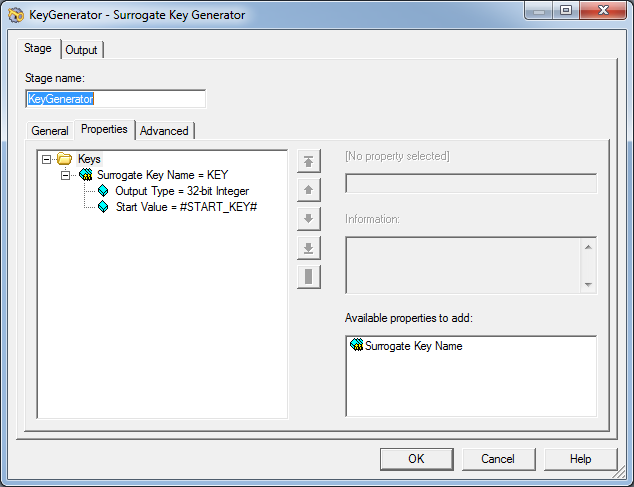 KeyGenerator - Surrogate Key Generator
Stage
Output
Stage name:
KeyGenerator
General
Properties
Advanced
Keys
Surrogate Key Name = KEY
Output Type = 32-bit Integer
Start Value = #START_KEY#
[No property selected]
Information:
Available properties to add:
Surrogate Key Name
OK
Cancel
Help